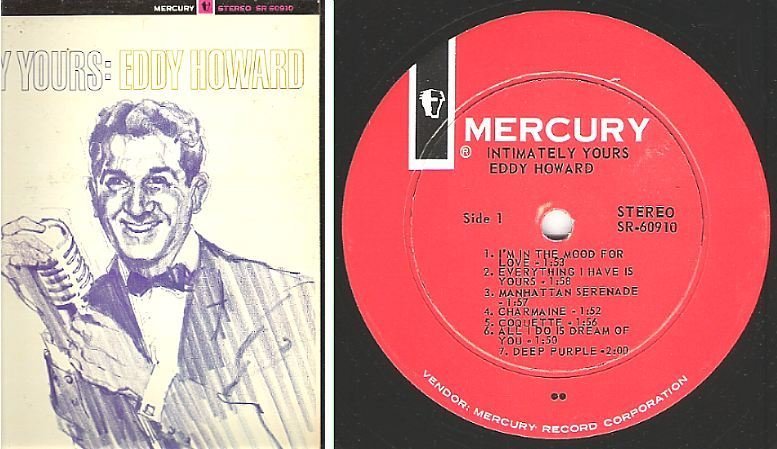 MERCURY STEREO SR 60910
Y YOURS: EDDY HOWARD
MERCURY
®
INTIMATELY YOURS
EDDY HOWARD
Side 1
STEREO
SR-60910
1. I'M IN THE MOOD FOR
LOVE - 1:53
2. EVERYTHING I HAVE IS
YOURS - 1:58
3. MANHATTAN SERENADE
- 1:57
4. CHARMAINE - 1:52
5. COQUETTE - 1:56
6. ALL I DO IS DREAM OF
YOU - 1:50
7. DEEP PURPLE - 2:00
VENDOR: MERCURY RECORD CORPORATION